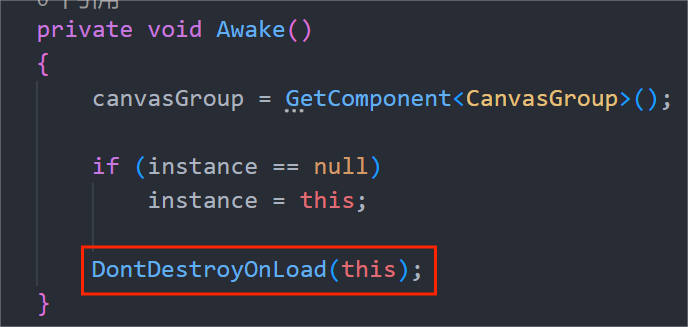 private void Awake()
{
canvasGroup = GetComponent<CanvasGroup>();
if (instance == null)
instance = this;
DontDestroyOnLoad(this);
}